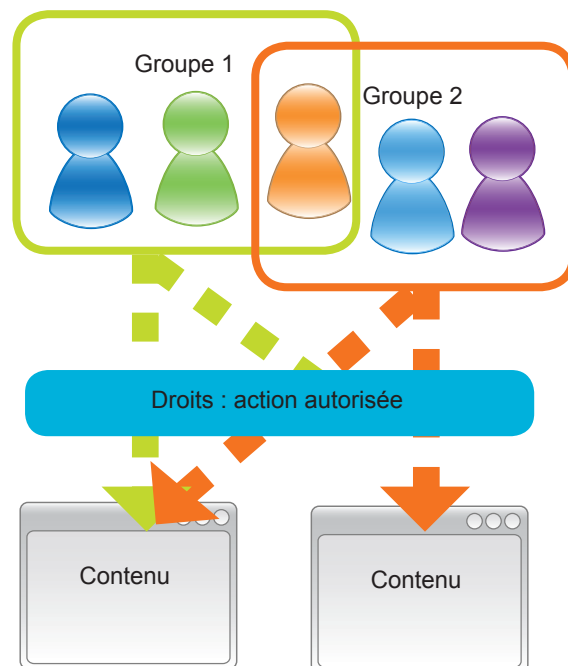 Groupe 1
Groupe 2
Droits : action autorisée
Contenu
Contenu